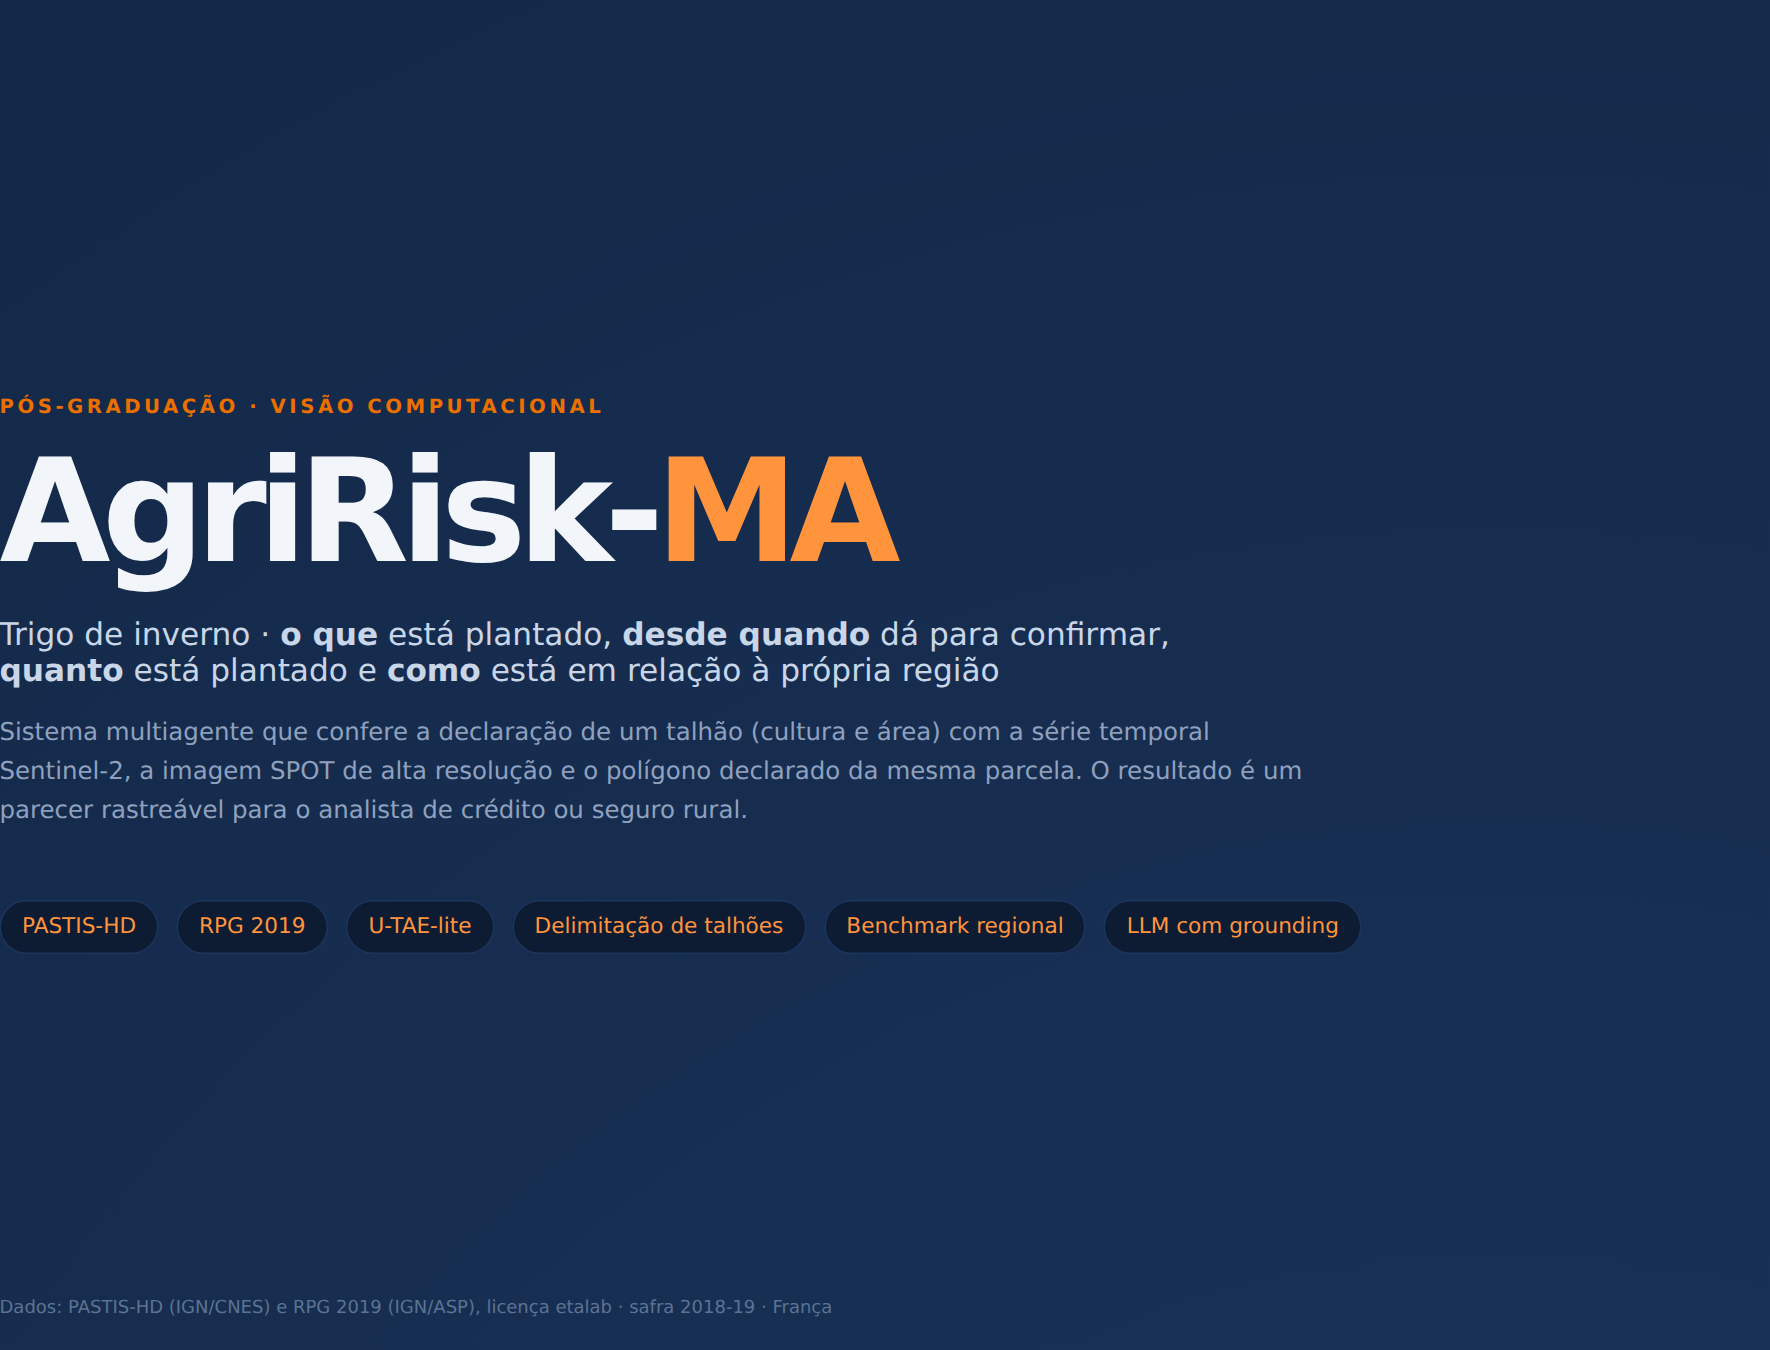 PÓS-GRADUAÇÃO · VISÃO COMPUTACIONAL
AgriRisk-MA
Trigo de inverno · o que está plantado, desde quando dá para confirmar,
quanto está plantado e como está em relação à própria região
Sistema multiagente que confere a declaração de um talhão (cultura e área) com a série temporal
Sentinel-2, a imagem SPOT de alta resolução e o polígono declarado da mesma parcela. O resultado é um
parecer rastreável para o analista de crédito ou seguro rural.
PASTIS-HD
RPG 2019
U-TAE-lite
Delimitação de talhões
Benchmark regional
LLM com grounding
Dados: PASTIS-HD (IGN/CNES) e RPG 2019 (IGN/ASP), licença etalab · safra 2018-19 · França